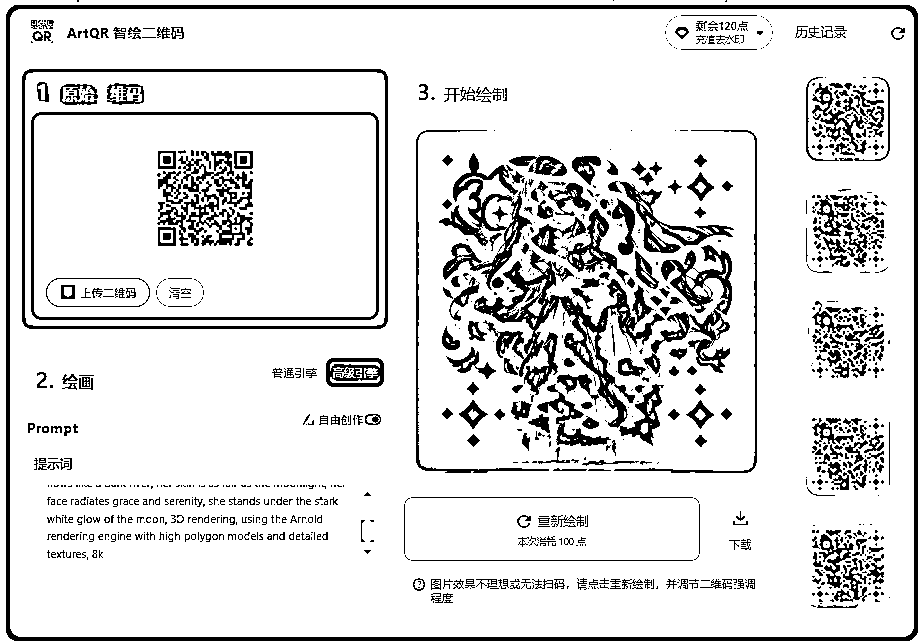 ArtQR 智绘二维码
剩余120点
充值去水印
历史记录
1 原始 维码
上传二维码
清空
2. 绘画
普通引擎
高级引擎
自由创作
Prompt
提示词
face radiates grace and serenity, she stands under the stark
white glow of the moon, 3D rendering, using the Arnold
rendering engine with high polygon models and detailed
textures, 8k
3. 开始绘制
重新绘制
本次消耗 100 点
下载
图片效果不理想或无法扫码，请点击重新绘制，并调节二维码强调
程度